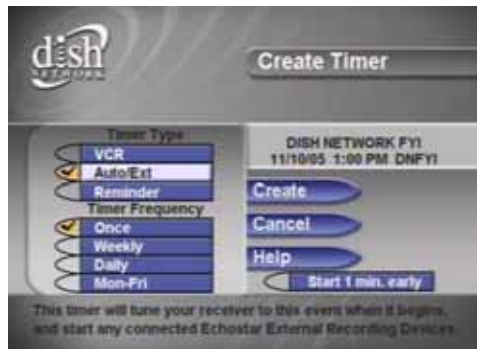 dish
NETWORK
Create Timer
Timer Type
VCR
Auto/Ext
Reminder
Timer Frequency
Once
Weekly
Daily
Mon-Fri
DISH NETWORK FYI
11/10/05 1:00 PM DNFYI
Create
Cancel
Help
Start 1 min. early
This timer will tune your receiver to this event when it begins,
and start any connected Echostar External Recording Devices.